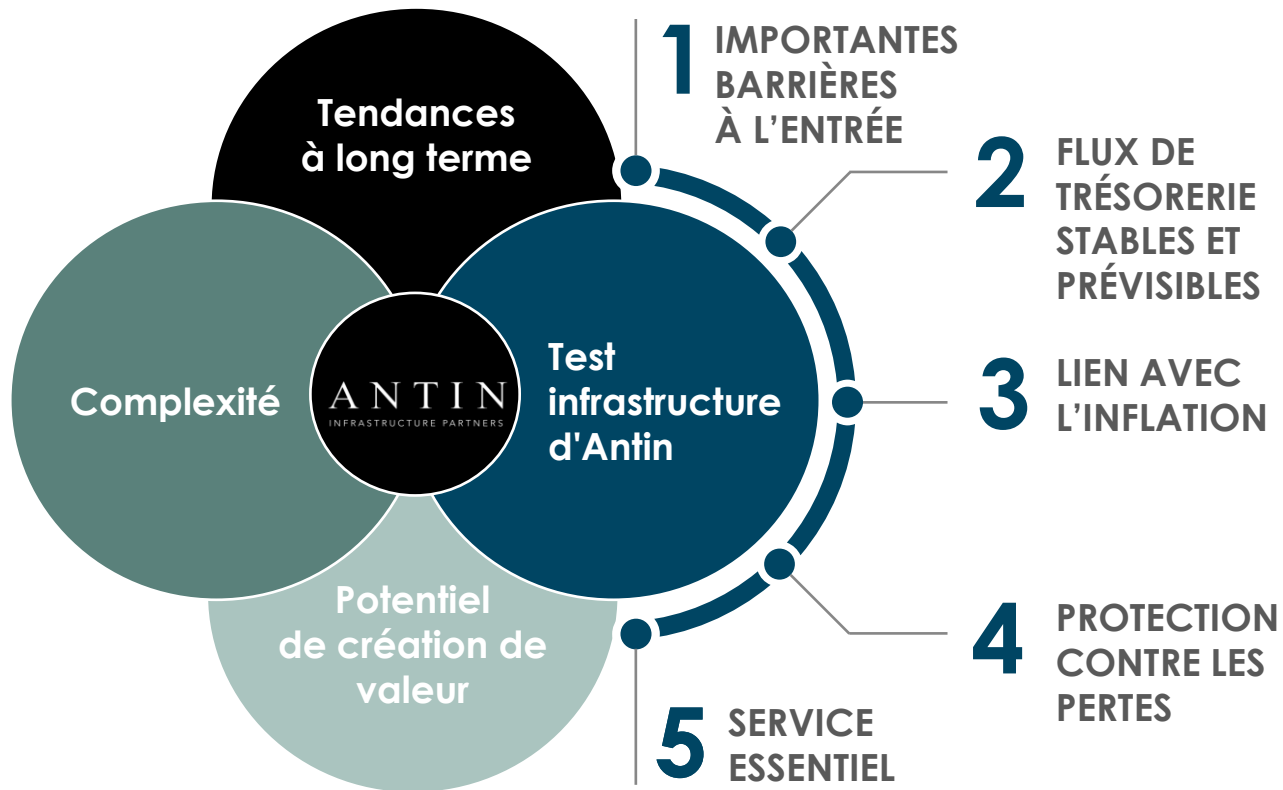 Tendances
à long terme
Complexité
ANTIN
INFRASTRUCTURE PARTNERS
Test
infrastructure
d'Antin
Potentiel
de création de
valeur
1
IMPORTANTES
BARRIÈRES
À L’ENTRÉE
2
FLUX DE
TRÉSORERIE
STABLES ET
PRÉVISIBLES
3
LIEN AVEC
L’INFLATION
4
PROTECTION
CONTRE LES
PERTES
5
SERVICE
ESSENTIEL